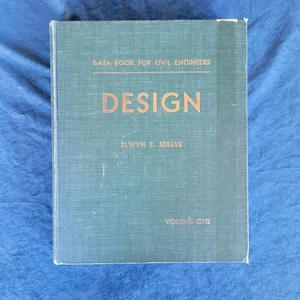 DATA BOOK FOR CIVIL ENGINEERS
DESIGN
ELWYN E. SEELYE
VOLUME ONE